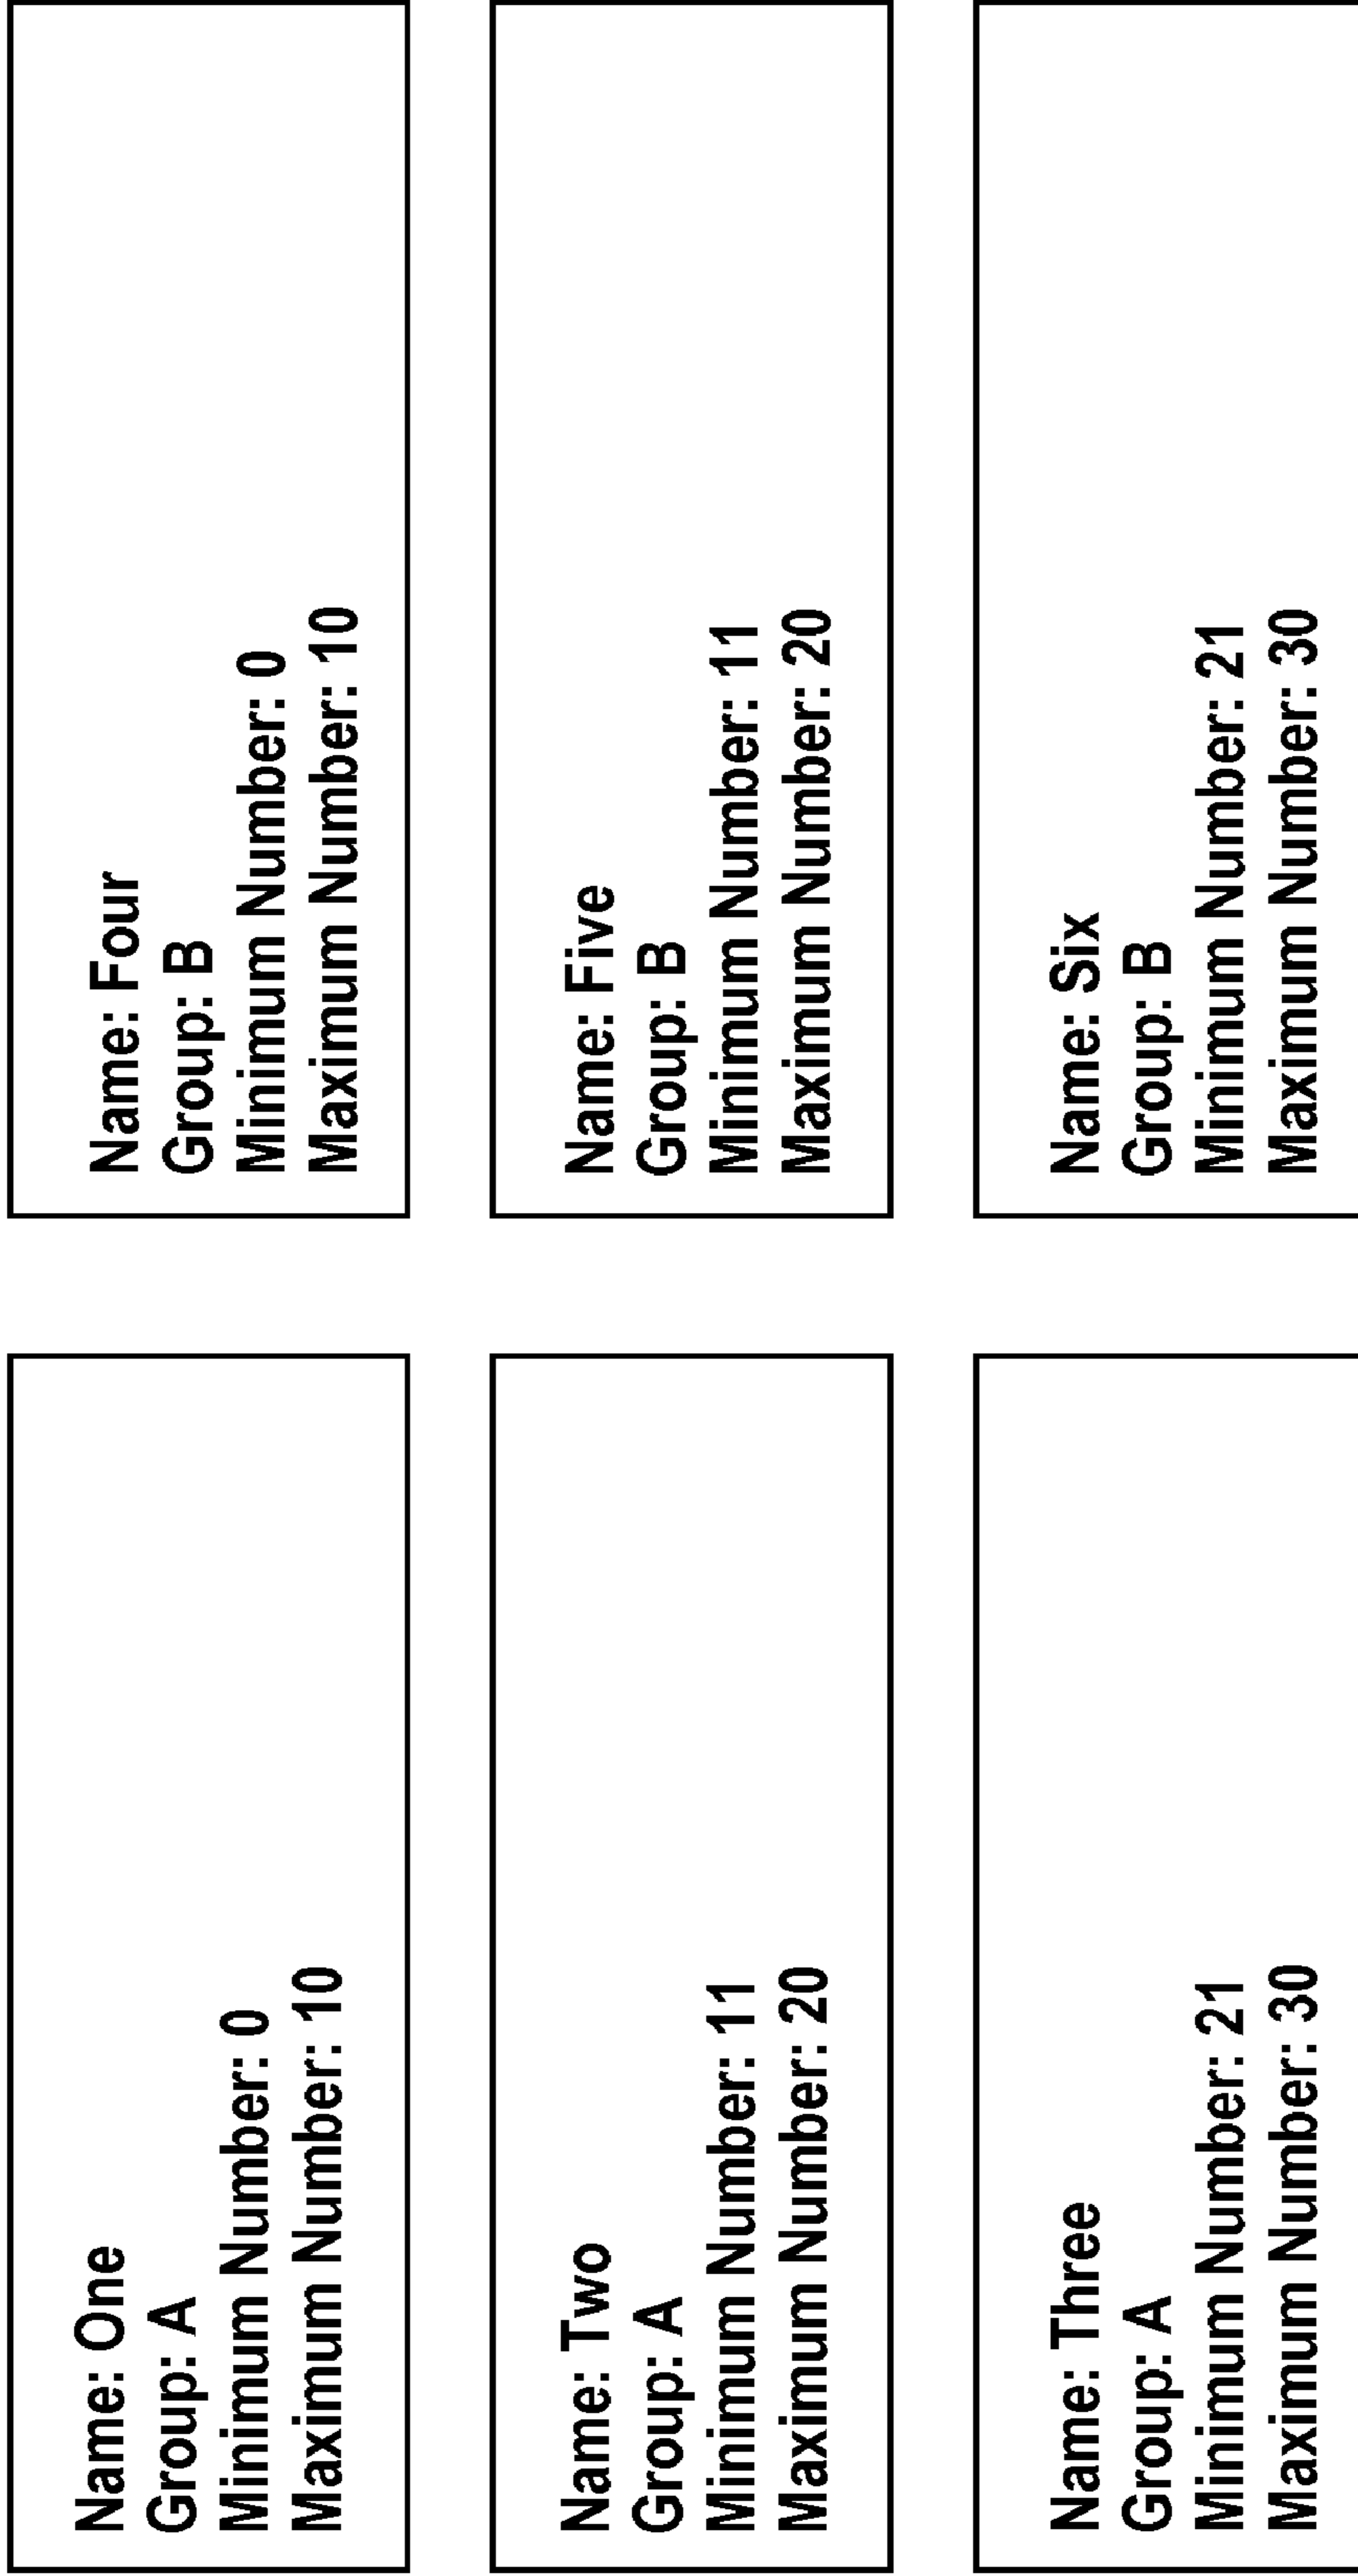 Name: One
Group: A
Minimum Number: 0
Maximum Number: 10
Name: Four
Group: B
Minimum Number: 0
Maximum Number: 10
Name: Two
Group: A
Minimum Number: 11
Maximum Number: 20
Name: Five
Group: B
Minimum Number: 11
Maximum Number: 20
Name: Three
Group: A
Minimum Number: 21
Maximum Number: 30
Name: Six
Group: B
Minimum Number: 21
Maximum Number: 30